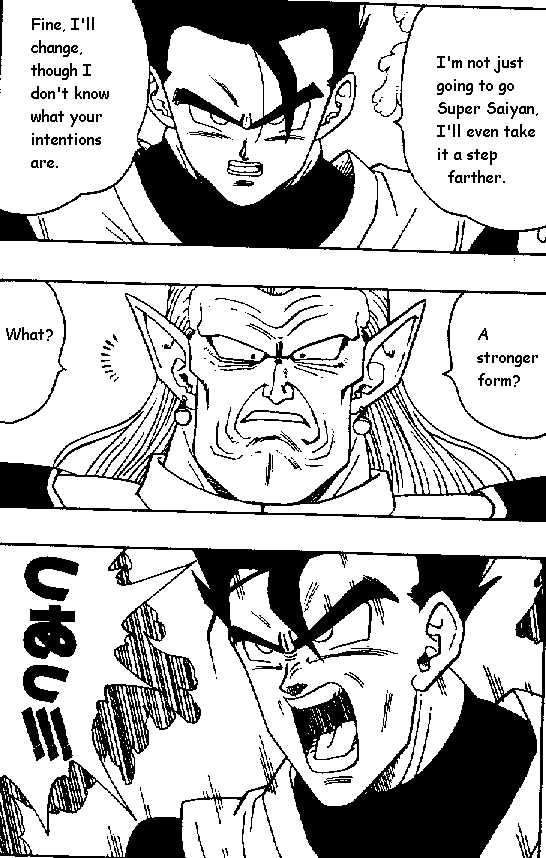 Fine, I'll
change,
though I
don't know
what your
intentions
are.
I'm not just
going to go
Super Saiyan,
I'll even take
it a step
farther.
What?
A
stronger
form?